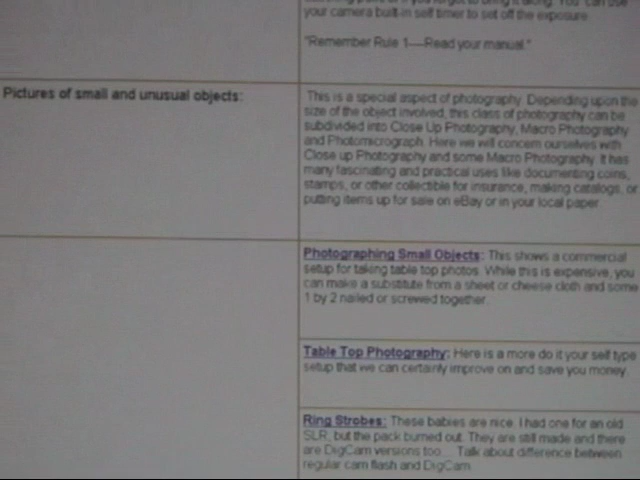 your camera built-in self timer to set off the exposure.
"Remember Rule 1----Read your manual."
Pictures of small and unusual objects:
This is a special aspect of photography. Depending upon the
size of the object involved, this class of photography can be
subdivided into Close Up Photography, Macro Photography
and Photomicrograph. Here we will concern ourselves with
Close up Photography and some Macro Photography. It has
many fascinating and practical uses like documenting coins,
stamps, or other collectible for insurance, making catalogs, or
putting items up for sale on eBay or in your local paper.
Photographing Small Objects: This shows a commercial
setup for taking table top photos. While this is expensive, you
can make a substitute from a sheet or cheese cloth and some
1 by 2 nailed or screwed together.
Table Top Photography: Here is a more do it your self type
setup that we can certainly improve on and save you money.
Ring Strobes: These babies are nice. I had one for an old
SLR, but the pack burned out. They are still made and there
are DigCam versions too.... Talk about difference between
regular cam flash and DigCam